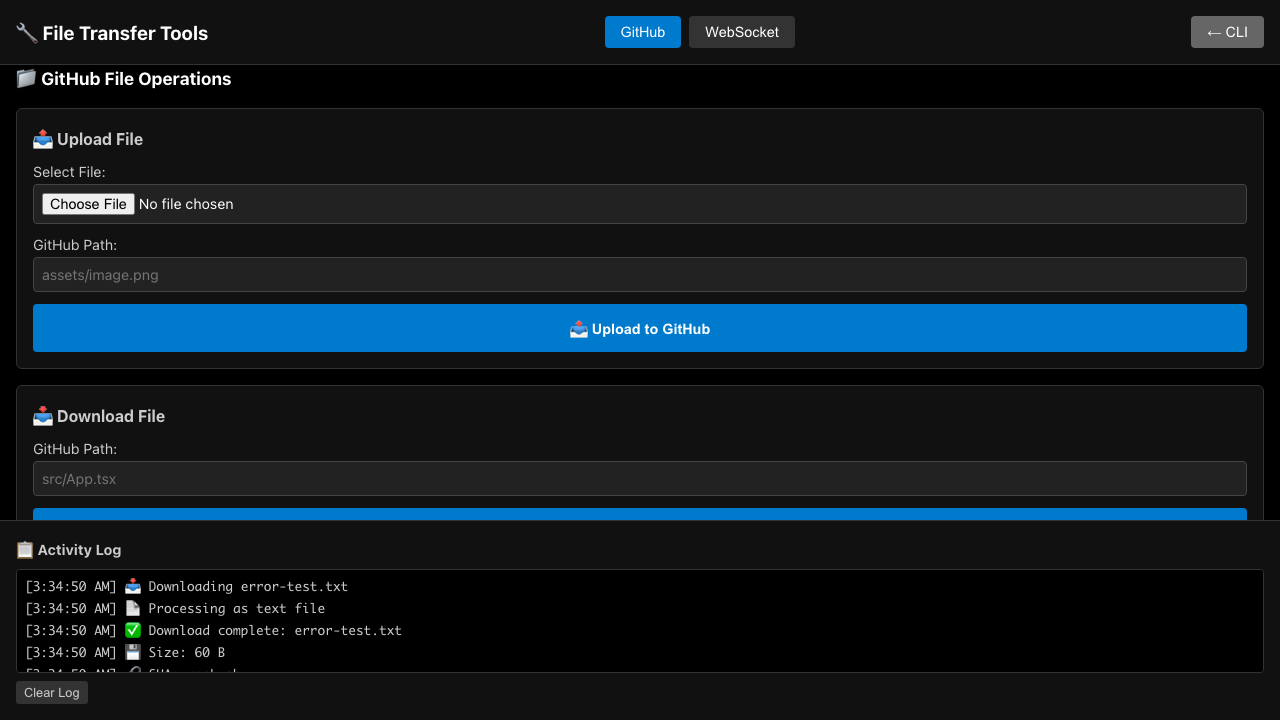 🔧 File Transfer Tools
GitHub
WebSocket
← CLI
📁 GitHub File Operations
📤 Upload File
Select File:
Choose File No file chosen
GitHub Path:
assets/image.png
📤 Upload to GitHub
📥 Download File
GitHub Path:
src/App.tsx
📋 Activity Log
[3:34:50 AM] 📥 Downloading error-test.txt
[3:34:50 AM] 📄 Processing as text file
[3:34:50 AM] ✅ Download complete: error-test.txt
[3:34:50 AM] 💾 Size: 60 B
Clear Log